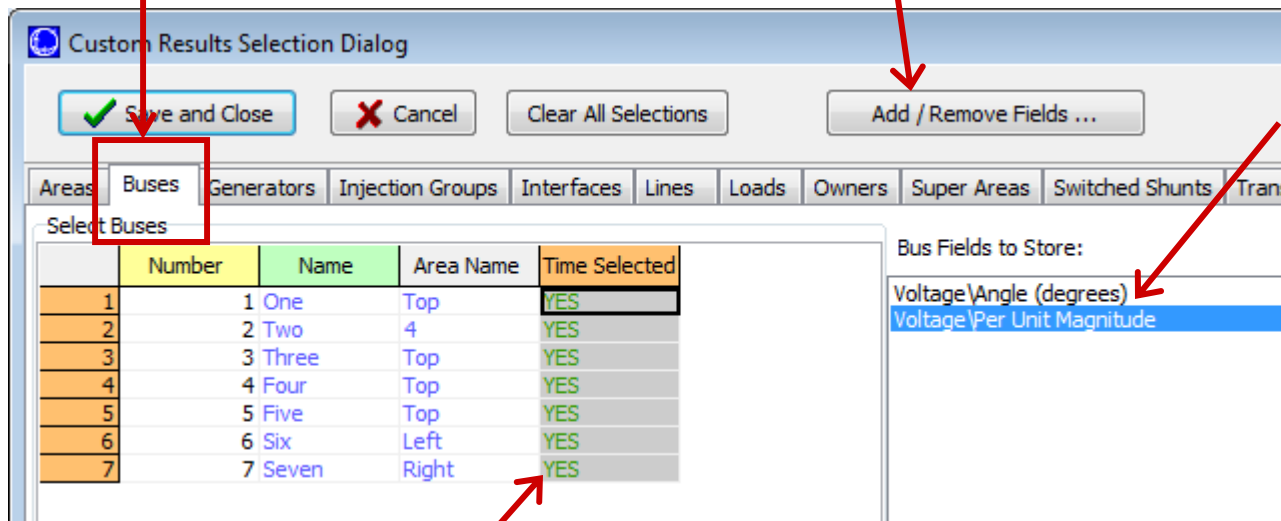 Custom Results Selection Dialog
Save and Close Cancel Clear All Selections Add / Remove Fields ...
Areas Buses Generators Injection Groups Interfaces Lines Loads Owners Super Areas Switched Shunts
Select Buses
Bus Fields to Store:
Number Name Area Name Time Selected
1 1 One Top YES
2 2 Two 4 YES
3 3 Three Top YES
4 4 Four Top YES
5 5 Five Top YES
6 6 Six Left YES
7 7 Seven Right YES
Voltage\Angle (degrees)
Voltage\Per Unit Magnitude